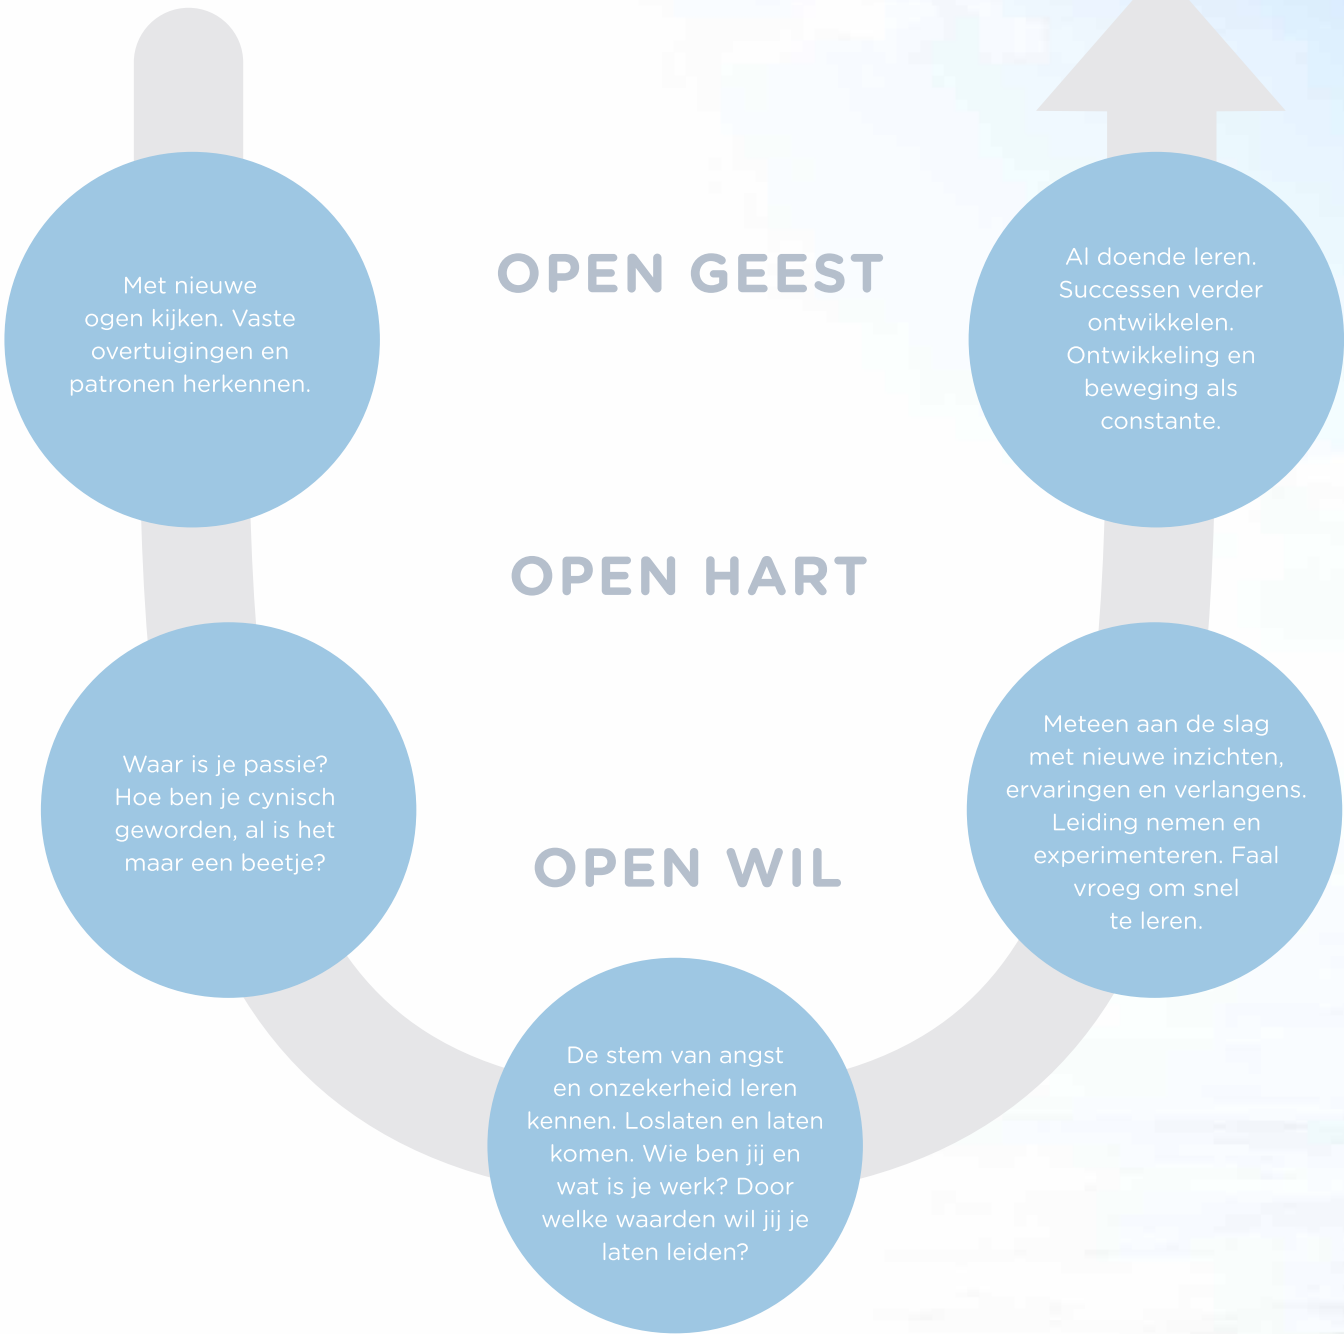 Met nieuwe
ogen kijken. Vaste
overtuigingen en
patronen herkennen.
OPEN GEEST
Al doende leren.
Successen verder
ontwikkelen.
Ontwikkeling en
beweging als
constante.
OPEN HART
Waar is je passie?
Hoe ben je cynisch
geworden, al is het
maar een beetje?
Meteen aan de slag
met nieuwe inzichten,
ervaringen en verlangens.
Leiding nemen en
experimenteren. Faal
vroeg om snel
te leren.
OPEN WIL
De stem van angst
en onzekerheid leren
kennen. Loslaten en laten
komen. Wie ben jij en
wat is je werk? Door
welke waarden wil jij je
laten leiden?